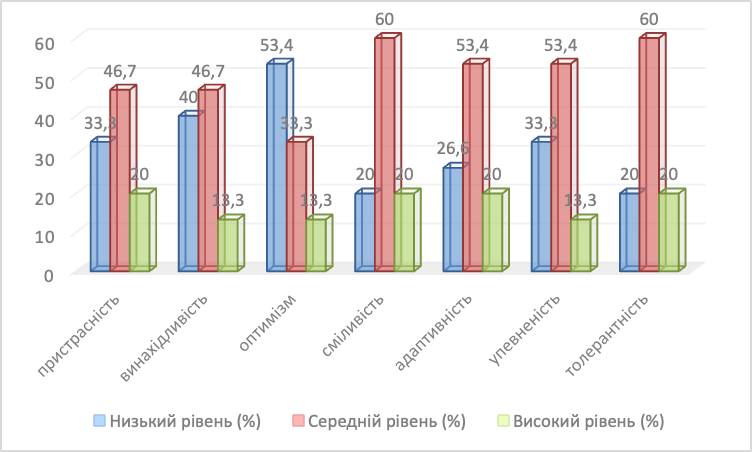 60
50
40
30
20
10
0
33,3
46,7
20
40
46,7
13,3
53,4
33,3
13,3
20
60
20
26,6
53,4
20
33,3
53,4
13,3
20
60
20
пристрасність
винахідливість
оптимізм
сміливість
адаптивність
упевненість
толерантність
Низький рівень (%)
Середній рівень (%)
Високий рівень (%)